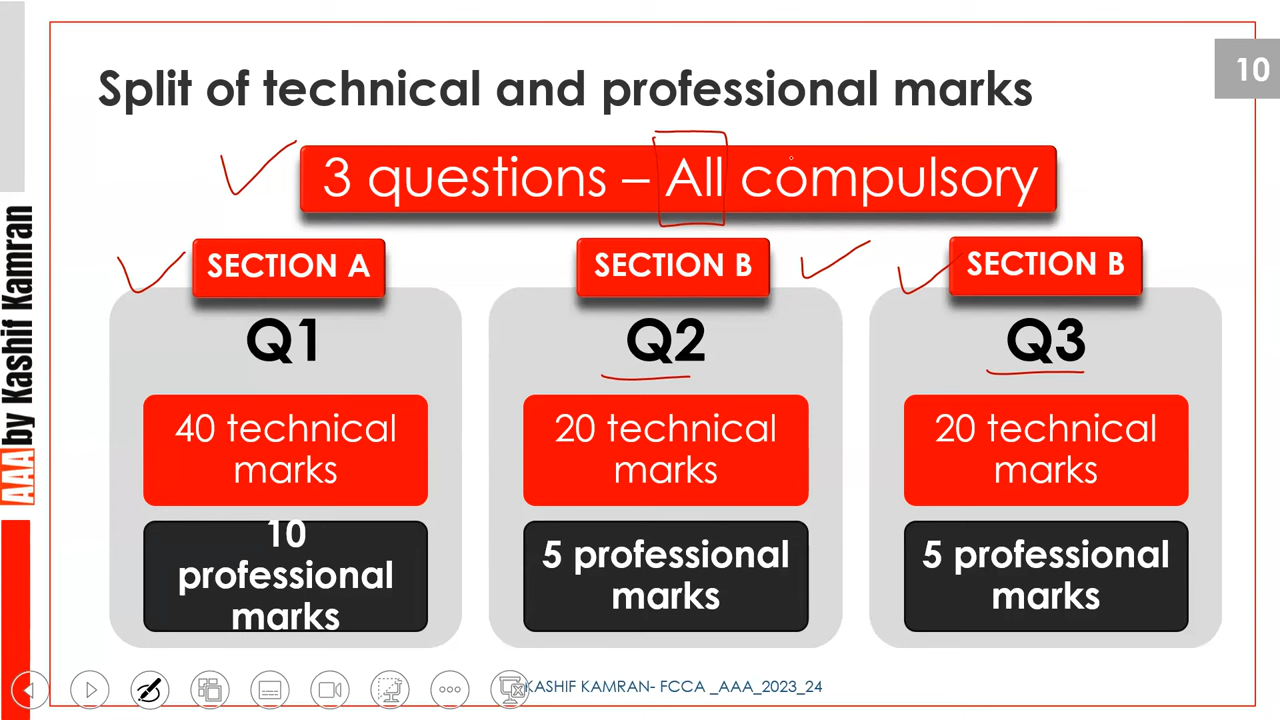 Split of technical and professional marks
10
3 questions – All compulsory
SECTION A
Q1
40 technical
marks
10
professional
marks
SECTION B
Q2
20 technical
marks
5 professional
marks
SECTION B
Q3
20 technical
marks
5 professional
marks
AAA by Kashif Kamran
KASHIF KAMRAN- FCCA _AAA_2023_24